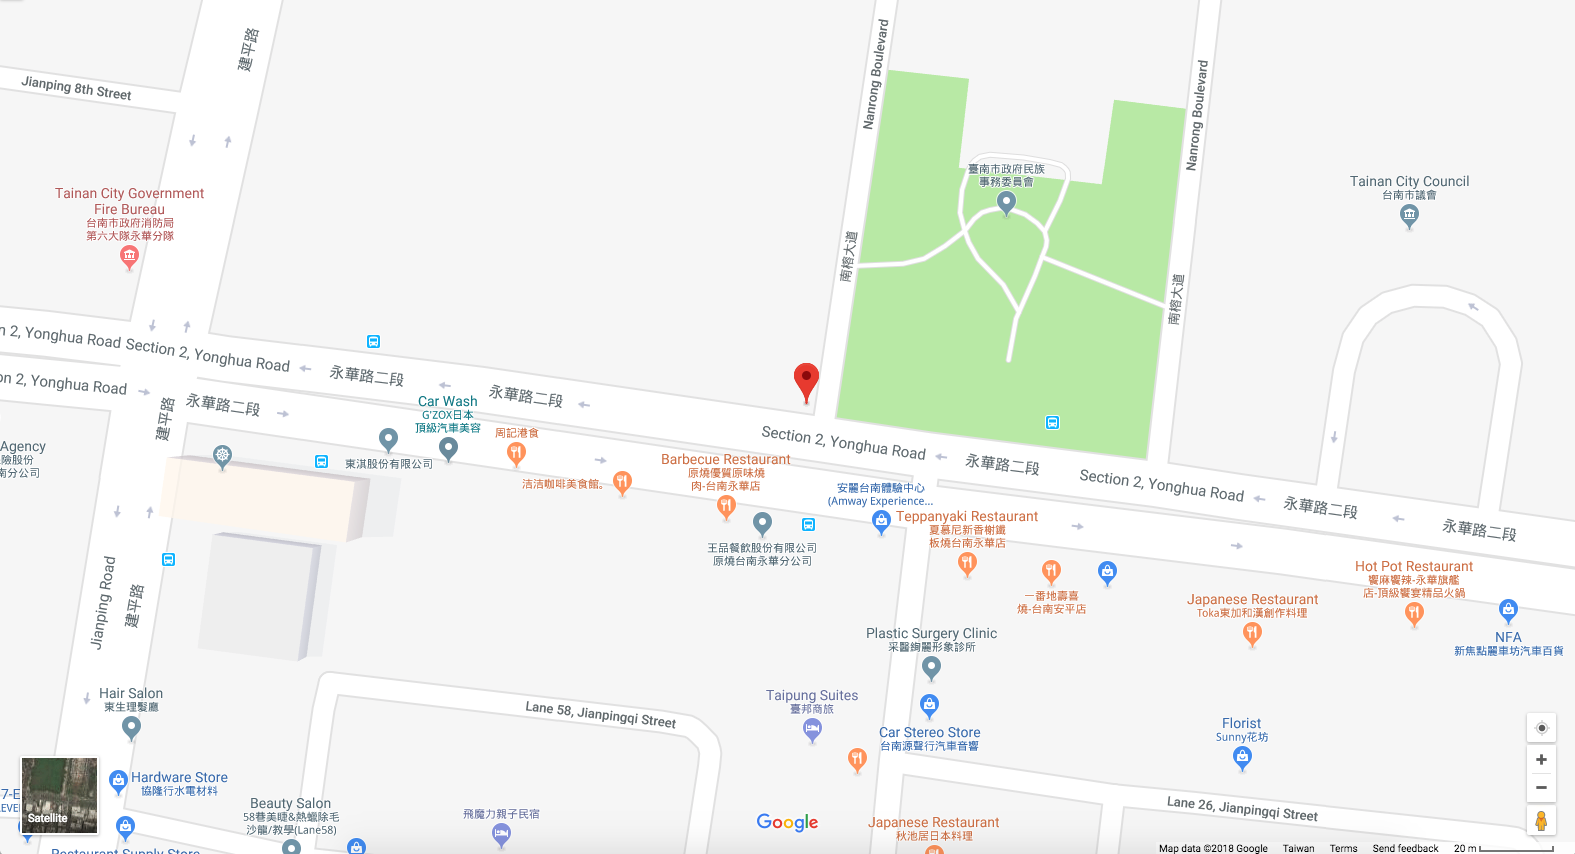 建平路
Jianping 8th Street
Nanrong Boulevard
Nanrong Boulevard
臺南市政府民族
事務委員會
Tainan City Council
台南市議會
Tainan City Government
Fire Bureau
台南市政府消防局
第六大隊永華分隊
南榕大道
南榕大道
n 2, Yonghua Road
Section 2, Yonghua Road
永華路二段
永華路二段
on 2, Yonghua Road
永華路二段
建平路
Car Wash
G'ZOX日本
頂級汽車美容
東淇股份有限公司
周記港食
洁洁咖啡美食館。
Section 2, Yonghua Road
永華路二段
Section 2, Yonghua Road
永華路二段
永華路二段
Agency
險股份
南分公司
Barbecue Restaurant
原燒優質原味燒
肉-台南永華店
安麗台南體驗中心
(Amway Experience...
王品餐飲股份有限公司
原燒台南永華分公司
Teppanyaki Restaurant
夏慕尼新香榭鐵
板燒台南永華店
一番地壽喜
燒-台南安平店
Hot Pot Restaurant
饗麻饗辣-永華旗艦
店-頂級饗宴精品火鍋
Japanese Restaurant
Toka東加和漢創作料理
NFA
新焦點麗車坊汽車百貨
Jianping Road
建平路
Plastic Surgery Clinic
采醫絢麗形象診所
Hair Salon
東生理髮廳
Lane 58, Jianpingqi Street
Taipung Suites
臺邦商旅
Car Stereo Store
台南源聲行汽車音響
Florist
Sunny花坊
Hardware Store
協隆行水電材料
7-E
LEVE
Satellite
Beauty Salon
58巷美睫&熱蠟除毛
沙龍/教學(Lane58)
飛魔力親子民宿
Google
Japanese Restaurant
秋池居日本料理
Lane 26, Jianpingqi Street
Restaurant Supply Store
Map data ©2018 Google
Taiwan
Terms
Send feedback
20 m